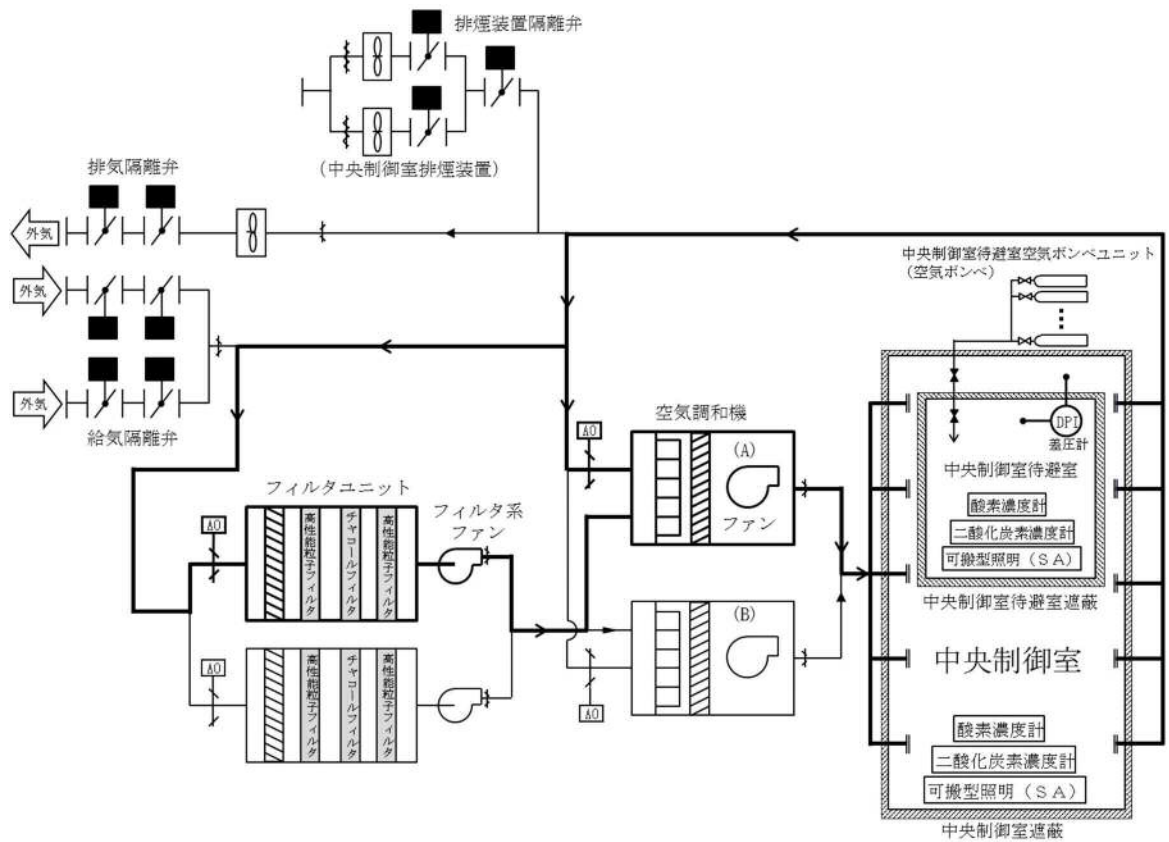 排煙装置隔離弁
(中央制御室排煙装置)
排気隔離弁
外気
外気
外気
給気隔離弁
中央制御室待避室空気ボンベユニット
(空気ボンベ)
空気調和機
AO
(A)
ファン
(B)
AO
フィルタユニット
フィルタ系
ファン
AO
高性能粒子フィルタ
チャコールフィルタ
高性能粒子フィルタ
AO
高性能粒子フィルタ
チャコールフィルタ
高性能粒子フィルタ
DPI
差圧計
中央制御室待避室
酸素濃度計
二酸化炭素濃度計
可搬型照明(SA)
中央制御室待避室遮蔽
中央制御室
酸素濃度計
二酸化炭素濃度計
可搬型照明(SA)
中央制御室遮蔽